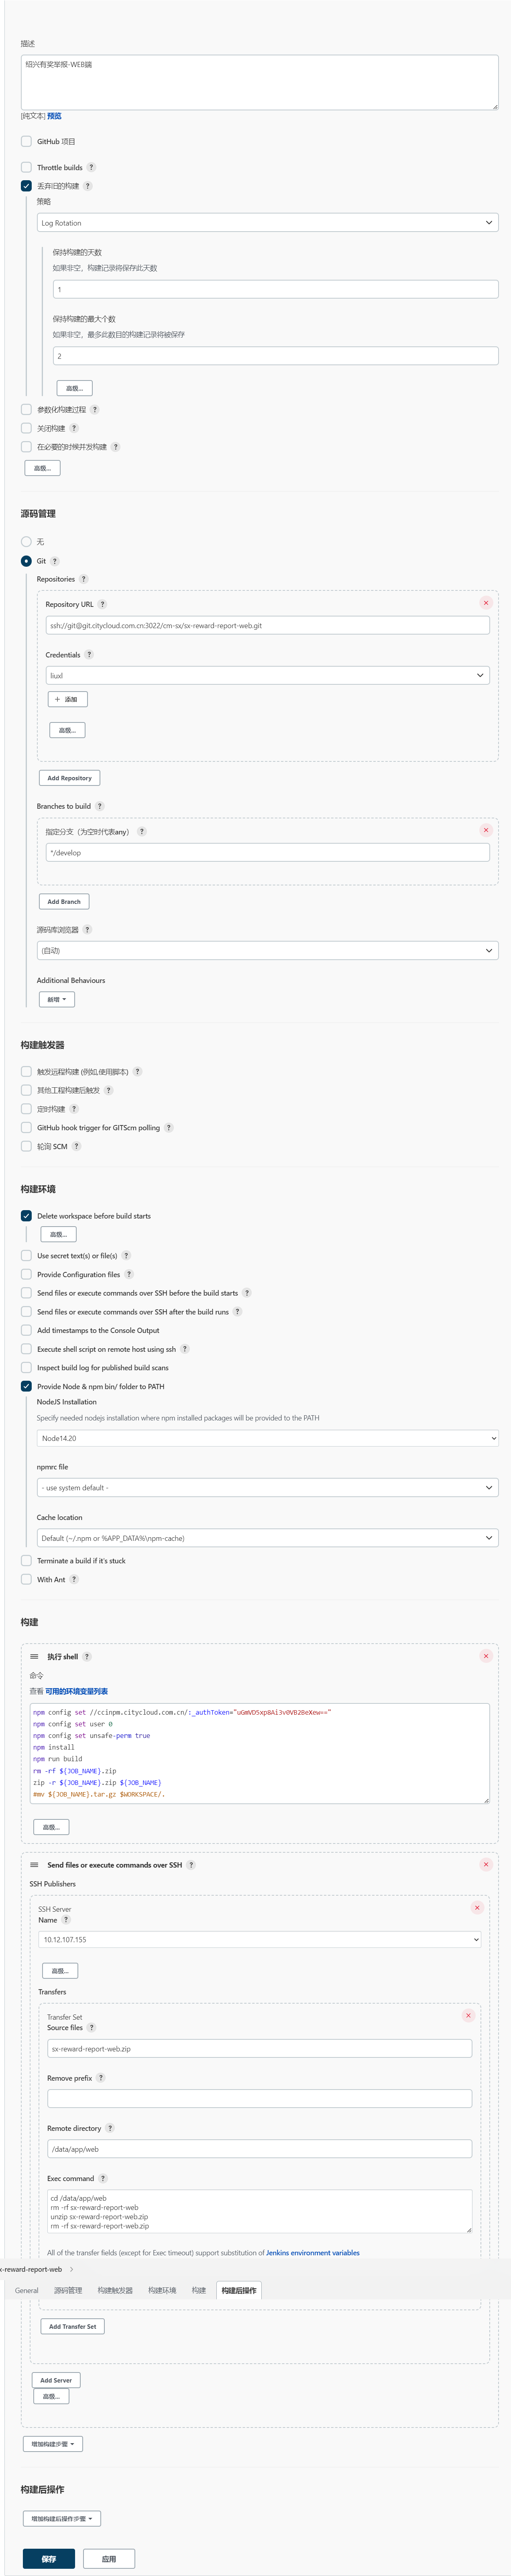 描述
绍兴有奖举报-WEB端
[纯文本] 预览
GitHub 项目
Throttle builds ?
丢弃旧的构建 ?
策略
Log Rotation
保持构建的天数
如果非空，构建记录将保存此天数
1
保持构建的最大个数
如果非空，最多此数目的构建记录将被保存
2
高级...
参数化构建过程 ?
关闭构建 ?
在必要的时候并发构建 ?
高级...
源码管理
无
Git ?
Repositories ?
Repository URL ?
ssh://git@git.citycloud.com.cn:3022/cm-sx/sx-reward-report-web.git
Credentials ?
liuxl
+ 添加
高级...
Add Repository
Branches to build ?
指定分支（为空时代表any） ?
*/develop
Add Branch
源码库浏览器 ?
(自动)
Additional Behaviours
新增
构建触发器
触发远程构建 (例如,使用脚本) ?
其他工程构建后触发 ?
定时构建 ?
GitHub hook trigger for GITScm polling ?
轮询 SCM ?
构建环境
Delete workspace before build starts
高级...
Use secret text(s) or file(s) ?
Provide Configuration files ?
Send files or execute commands over SSH before the build starts ?
Send files or execute commands over SSH after the build runs ?
Add timestamps to the Console Output
Execute shell script on remote host using ssh ?
Inspect build log for published build scans
Provide Node & npm bin/ folder to PATH
NodeJS Installation
Specify needed nodejs installation where npm installed packages will be provided to the PATH
Node14.20
npmrc file
- use system default -
Cache location
Default (~/.npm or %APP_DATA%\npm-cache)
Terminate a build if it's stuck
With Ant ?
构建
执行 shell ?
命令
查看 可用的环境变量列表
npm config set //ccinpm.citycloud.com.cn/:_authToken="uGmVD5xp8Ai3v0VB2BeXew=="
npm config set user 0
npm config set unsafe-perm true
npm install
npm run build
rm -rf ${JOB_NAME}.zip
zip -r ${JOB_NAME}.zip ${JOB_NAME}
#mv ${JOB_NAME}.tar.gz $WORKSPACE/.
高级...
Send files or execute commands over SSH ?
SSH Publishers
SSH Server
Name ?
10.12.107.155
高级...
Transfers
Transfer Set
Source files ?
sx-reward-report-web.zip
Remove prefix ?
Remote directory ?
/data/app/web
Exec command ?
cd /data/app/web
rm -rf sx-reward-report-web
unzip sx-reward-report-web.zip
rm -rf sx-reward-report-web.zip
All of the transfer fields (except for Exec timeout) support substitution of Jenkins environment variables
x-reward-report-web
General 源码管理 构建触发器 构建环境 构建 构建后操作
Add Transfer Set
Add Server
高级...
增加构建步骤
构建后操作
增加构建后操作步骤
保存 应用